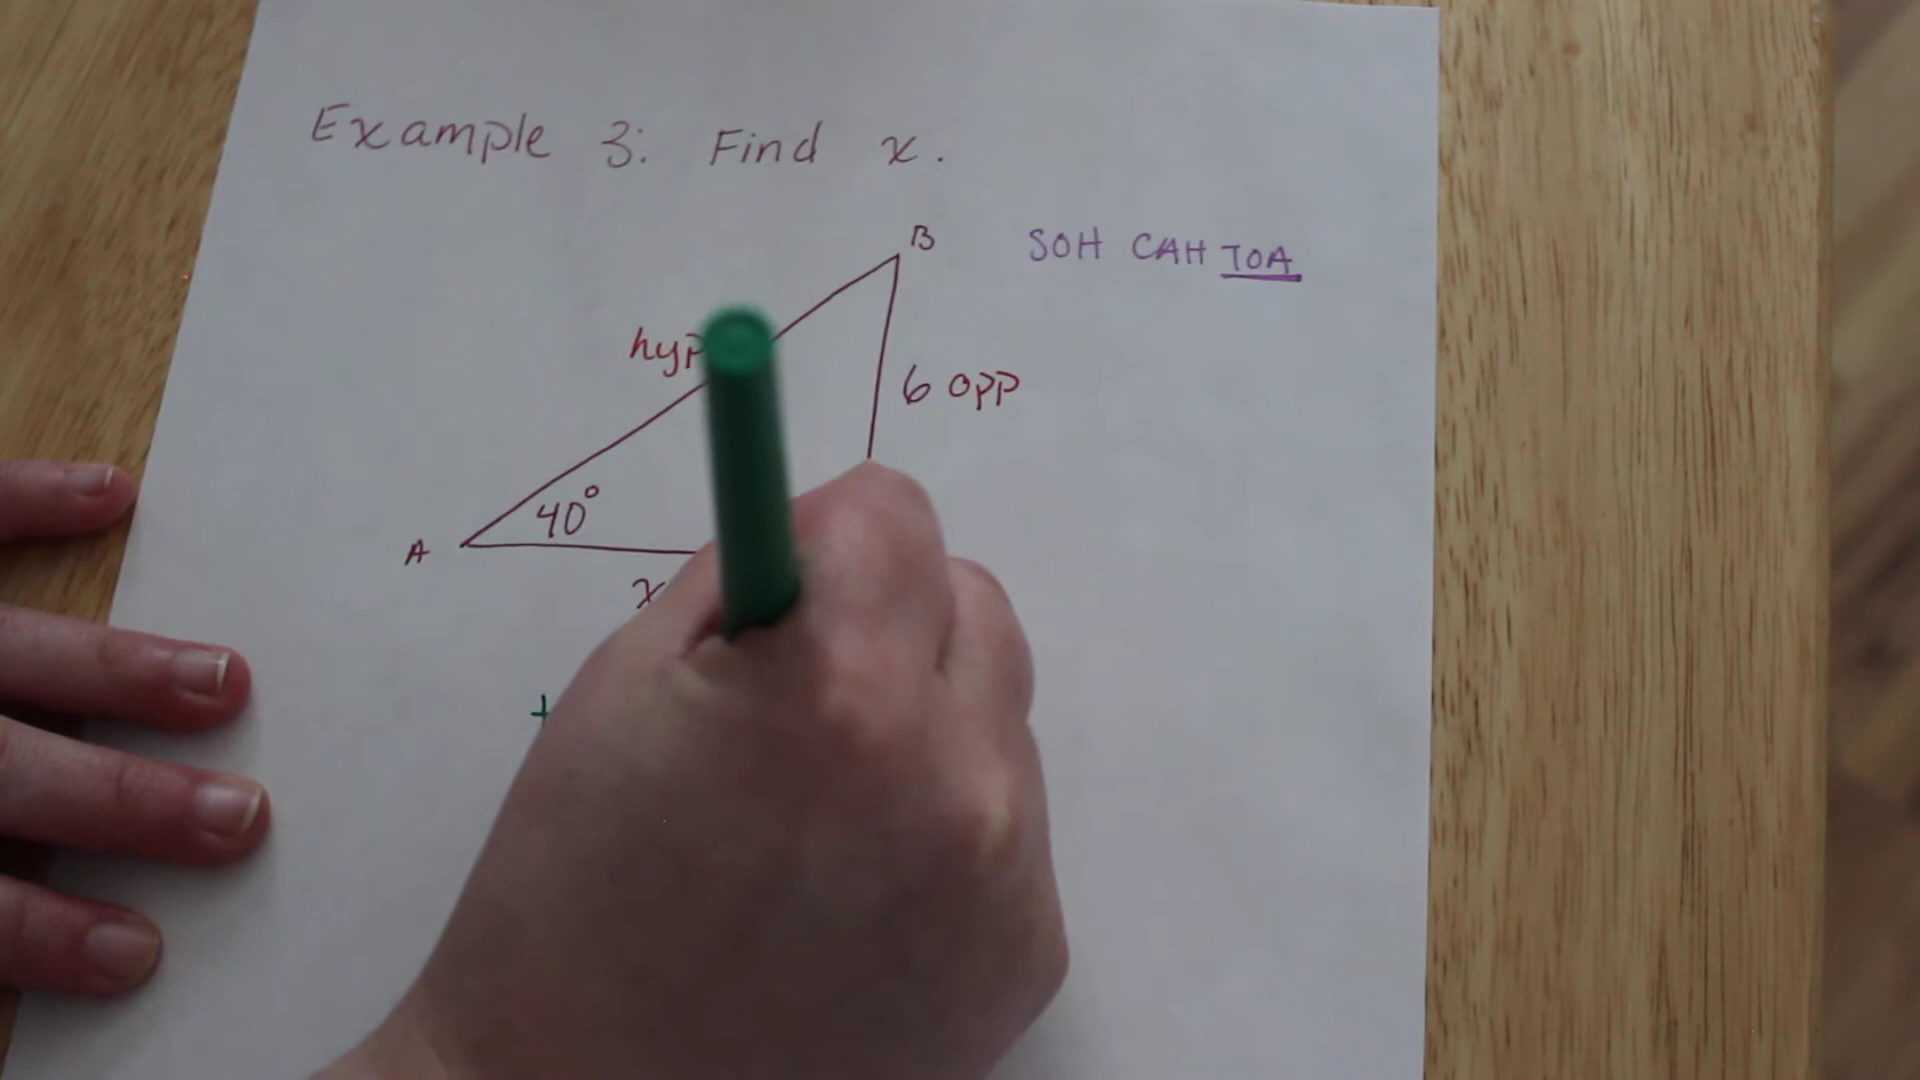 Example 3: Find x.
B
SOH CAH TOA
hyp
6 opp
40°
A
x